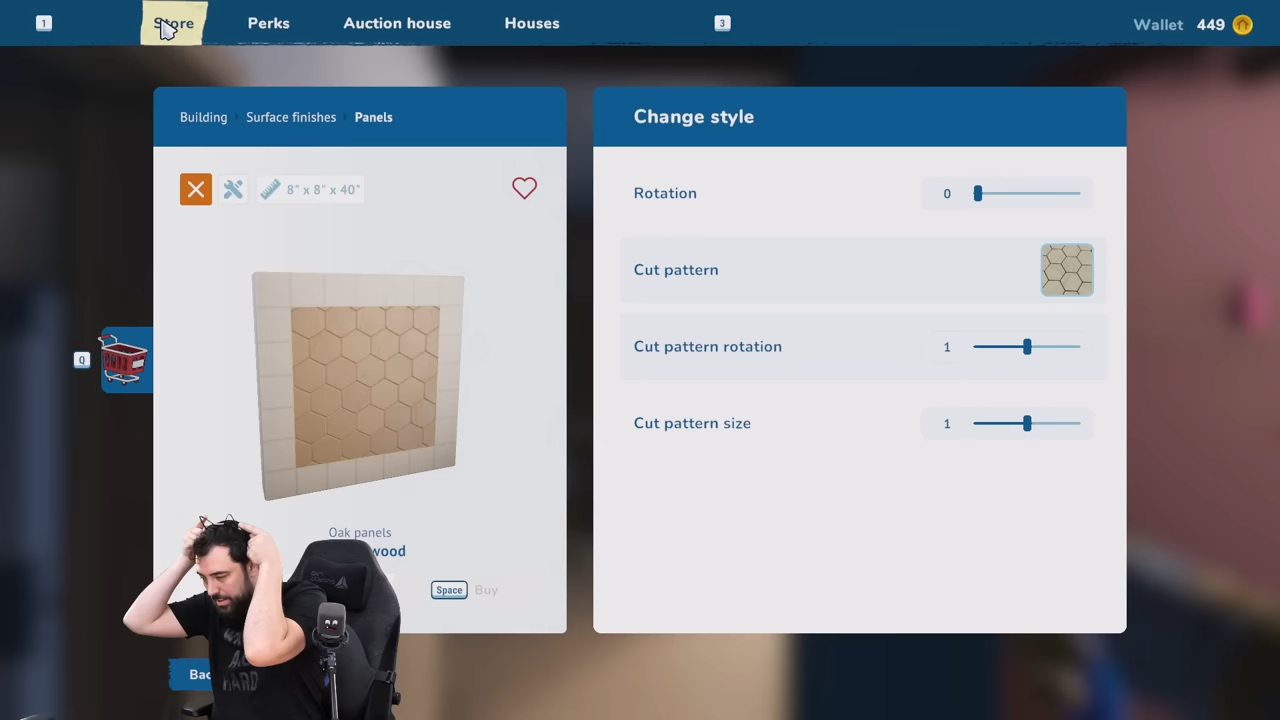 1
Store
Perks
Auction house
Houses
3
Wallet 449
Building
Surface finishes
Panels
8" x 8" x 40"
Q
Oak panels
wood
Space
Buy
Change style
Rotation
0
Cut pattern
Cut pattern rotation
1
Cut pattern size
1
HARD